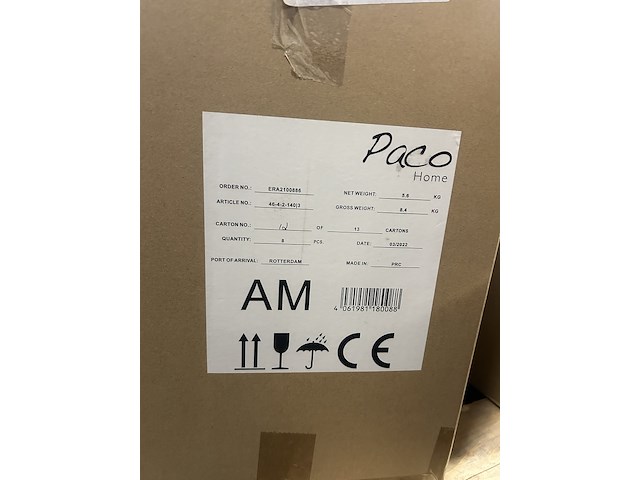 Paco
Home
ORDER NO.: ERA2100886
NET WEIGHT: 5.6 KG
ARTICLE NO.: 46-4-2-140|3
GROSS WEIGHT: 8.4 KG
CARTON NO.: 12 OF 13 CARTONS
QUANTITY: 8 PCS
DATE: 03/2022
PORT OF ARRIVAL: ROTTERDAM
MADE IN: PRC
AM
4 061981 180088
CE